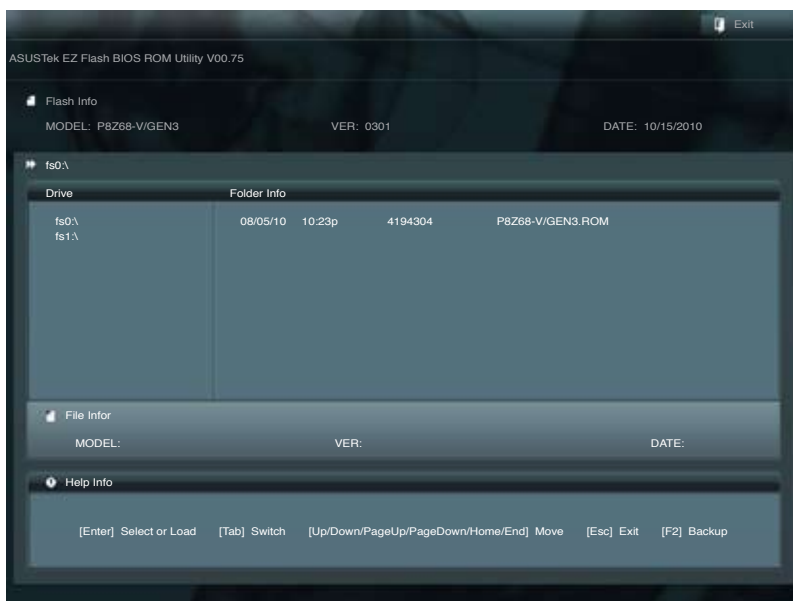 Exit
ASUSTek EZ Flash BIOS ROM Utility V00.75
Flash Info
MODEL: P8Z68-V/GEN3 VER: 0301 DATE: 10/15/2010
fs0:\
Drive Folder Info
fs0:\ 08/05/10 10:23p 4194304 P8Z68-V/GEN3.ROM
fs1:\
File Infor
MODEL: VER: DATE:
Help Info
[Enter] Select or Load [Tab] Switch [Up/Down/PageUp/PageDown/Home/End] Move [Esc] Exit [F2] Backup